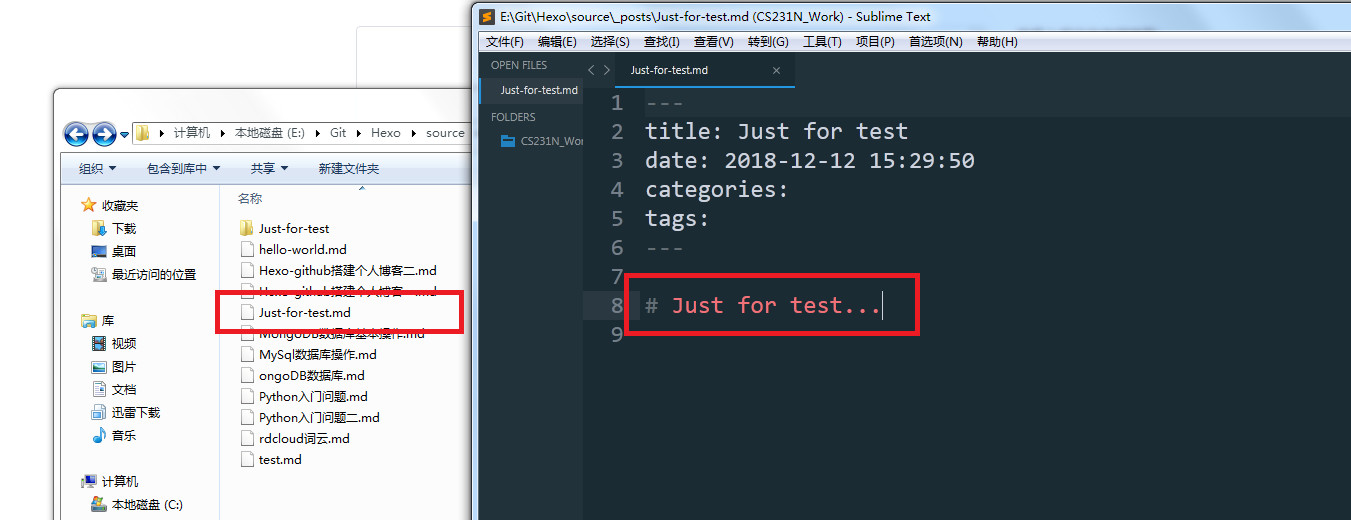 E:\Git\Hexo\source\_posts\Just-for-test.md (CS231N_Work) - Sublime Text
文件(F) 编辑(E) 选择(S) 查找(I) 查看(V) 转到(G) 工具(T) 项目(P) 首选项(N) 帮助(H)
OPEN FILES
Just-for-test.md
FOLDERS
CS231N_Wor
Just-for-test.md ×
1 ---
2 title: Just for test
3 date: 2018-12-12 15:29:50
4 categories:
5 tags:
6 ---
7
8 # Just for test...
9
计算机 本地磁盘 (E:) Git Hexo source
组织 包含到库中 共享 新建文件夹
收藏夹
下载
桌面
最近访问的位置
库
视频
图片
文档
迅雷下载
音乐
计算机
本地磁盘 (C:)
名称
Just-for-test
hello-world.md
Hexo-github搭建个人博客二.md
Hexo-github搭建个人博客一.md
Just-for-test.md
MongoDB数据库基本操作.md
MySql数据库操作.md
ongoDB数据库.md
Python入门问题.md
Python入门问题二.md
rdcloud词云.md
test.md